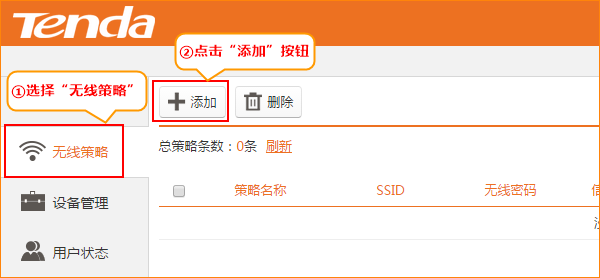 Tenda
②点击“添加”按钮
①选择“无线策略”
添加 删除
无线策略
总策略条数：0条 刷新
策略名称 SSID 无线密码
设备管理
用户状态